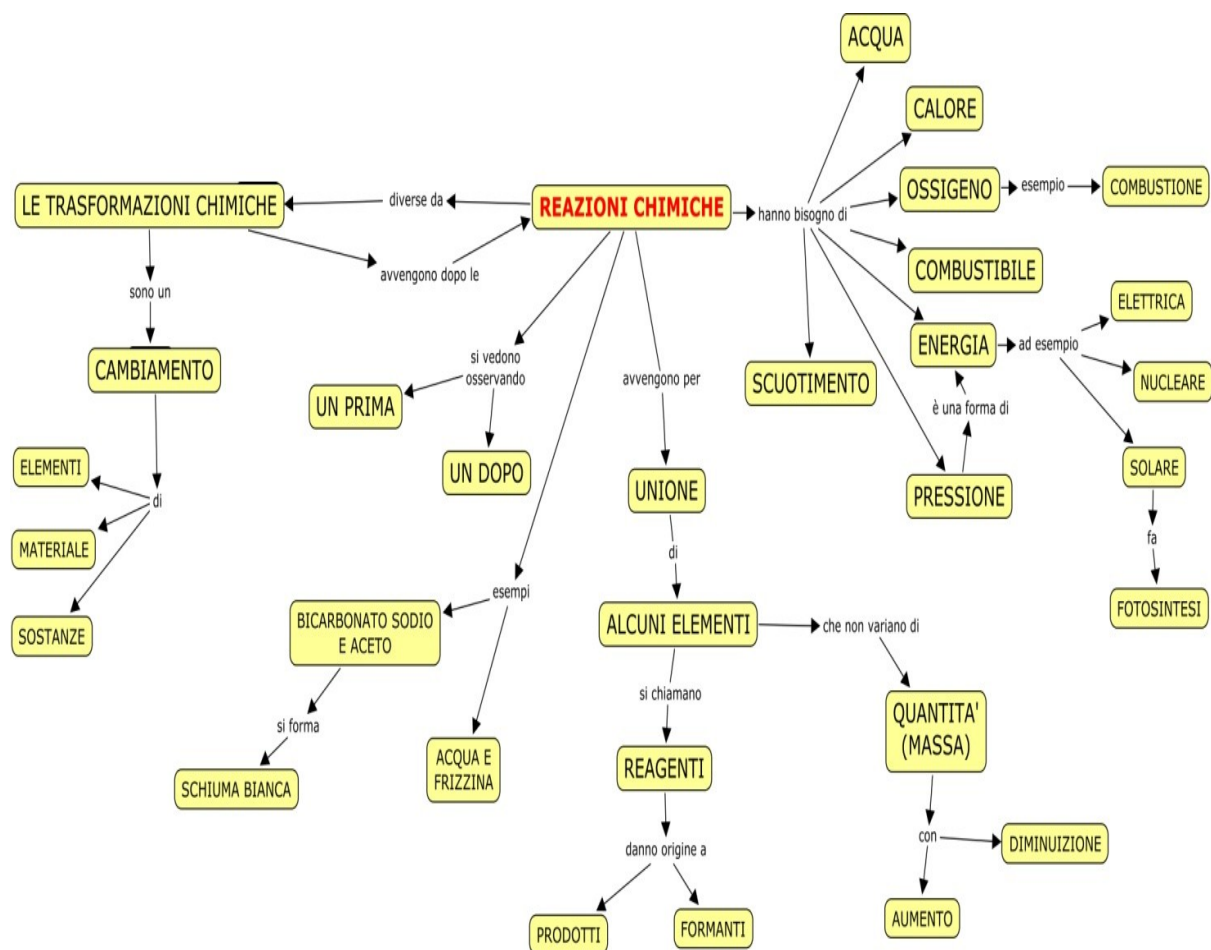 ACQUA
CALORE
LE TRASFORMAZIONI CHIMICHE
diverse da
REAZIONI CHIMICHE
hanno bisogno di
OSSIGENO
esempio
COMBUSTIONE
avvengono dopo le
COMBUSTIBILE
sono un
ELETTRICA
CAMBIAMENTO
si vedono
osservando
avvengono per
SCUOTIMENTO
ENERGIA
ad esempio
NUCLEARE
UN PRIMA
è una forma di
ELEMENTI
UN DOPO
UNIONE
PRESSIONE
SOLARE
di
MATERIALE
di
fa
SOSTANZE
esempi
BICARBONATO SODIO
E ACETO
ALCUNI ELEMENTI
che non variano di
FOTOSINTESI
si chiamano
si forma
QUANTITA'
(MASSA)
SCHIUMA BIANCA
ACQUA E
FRIZZINA
REAGENTI
danno origine a
con
DIMINUIZIONE
PRODOTTI
FORMANTI
AUMENTO